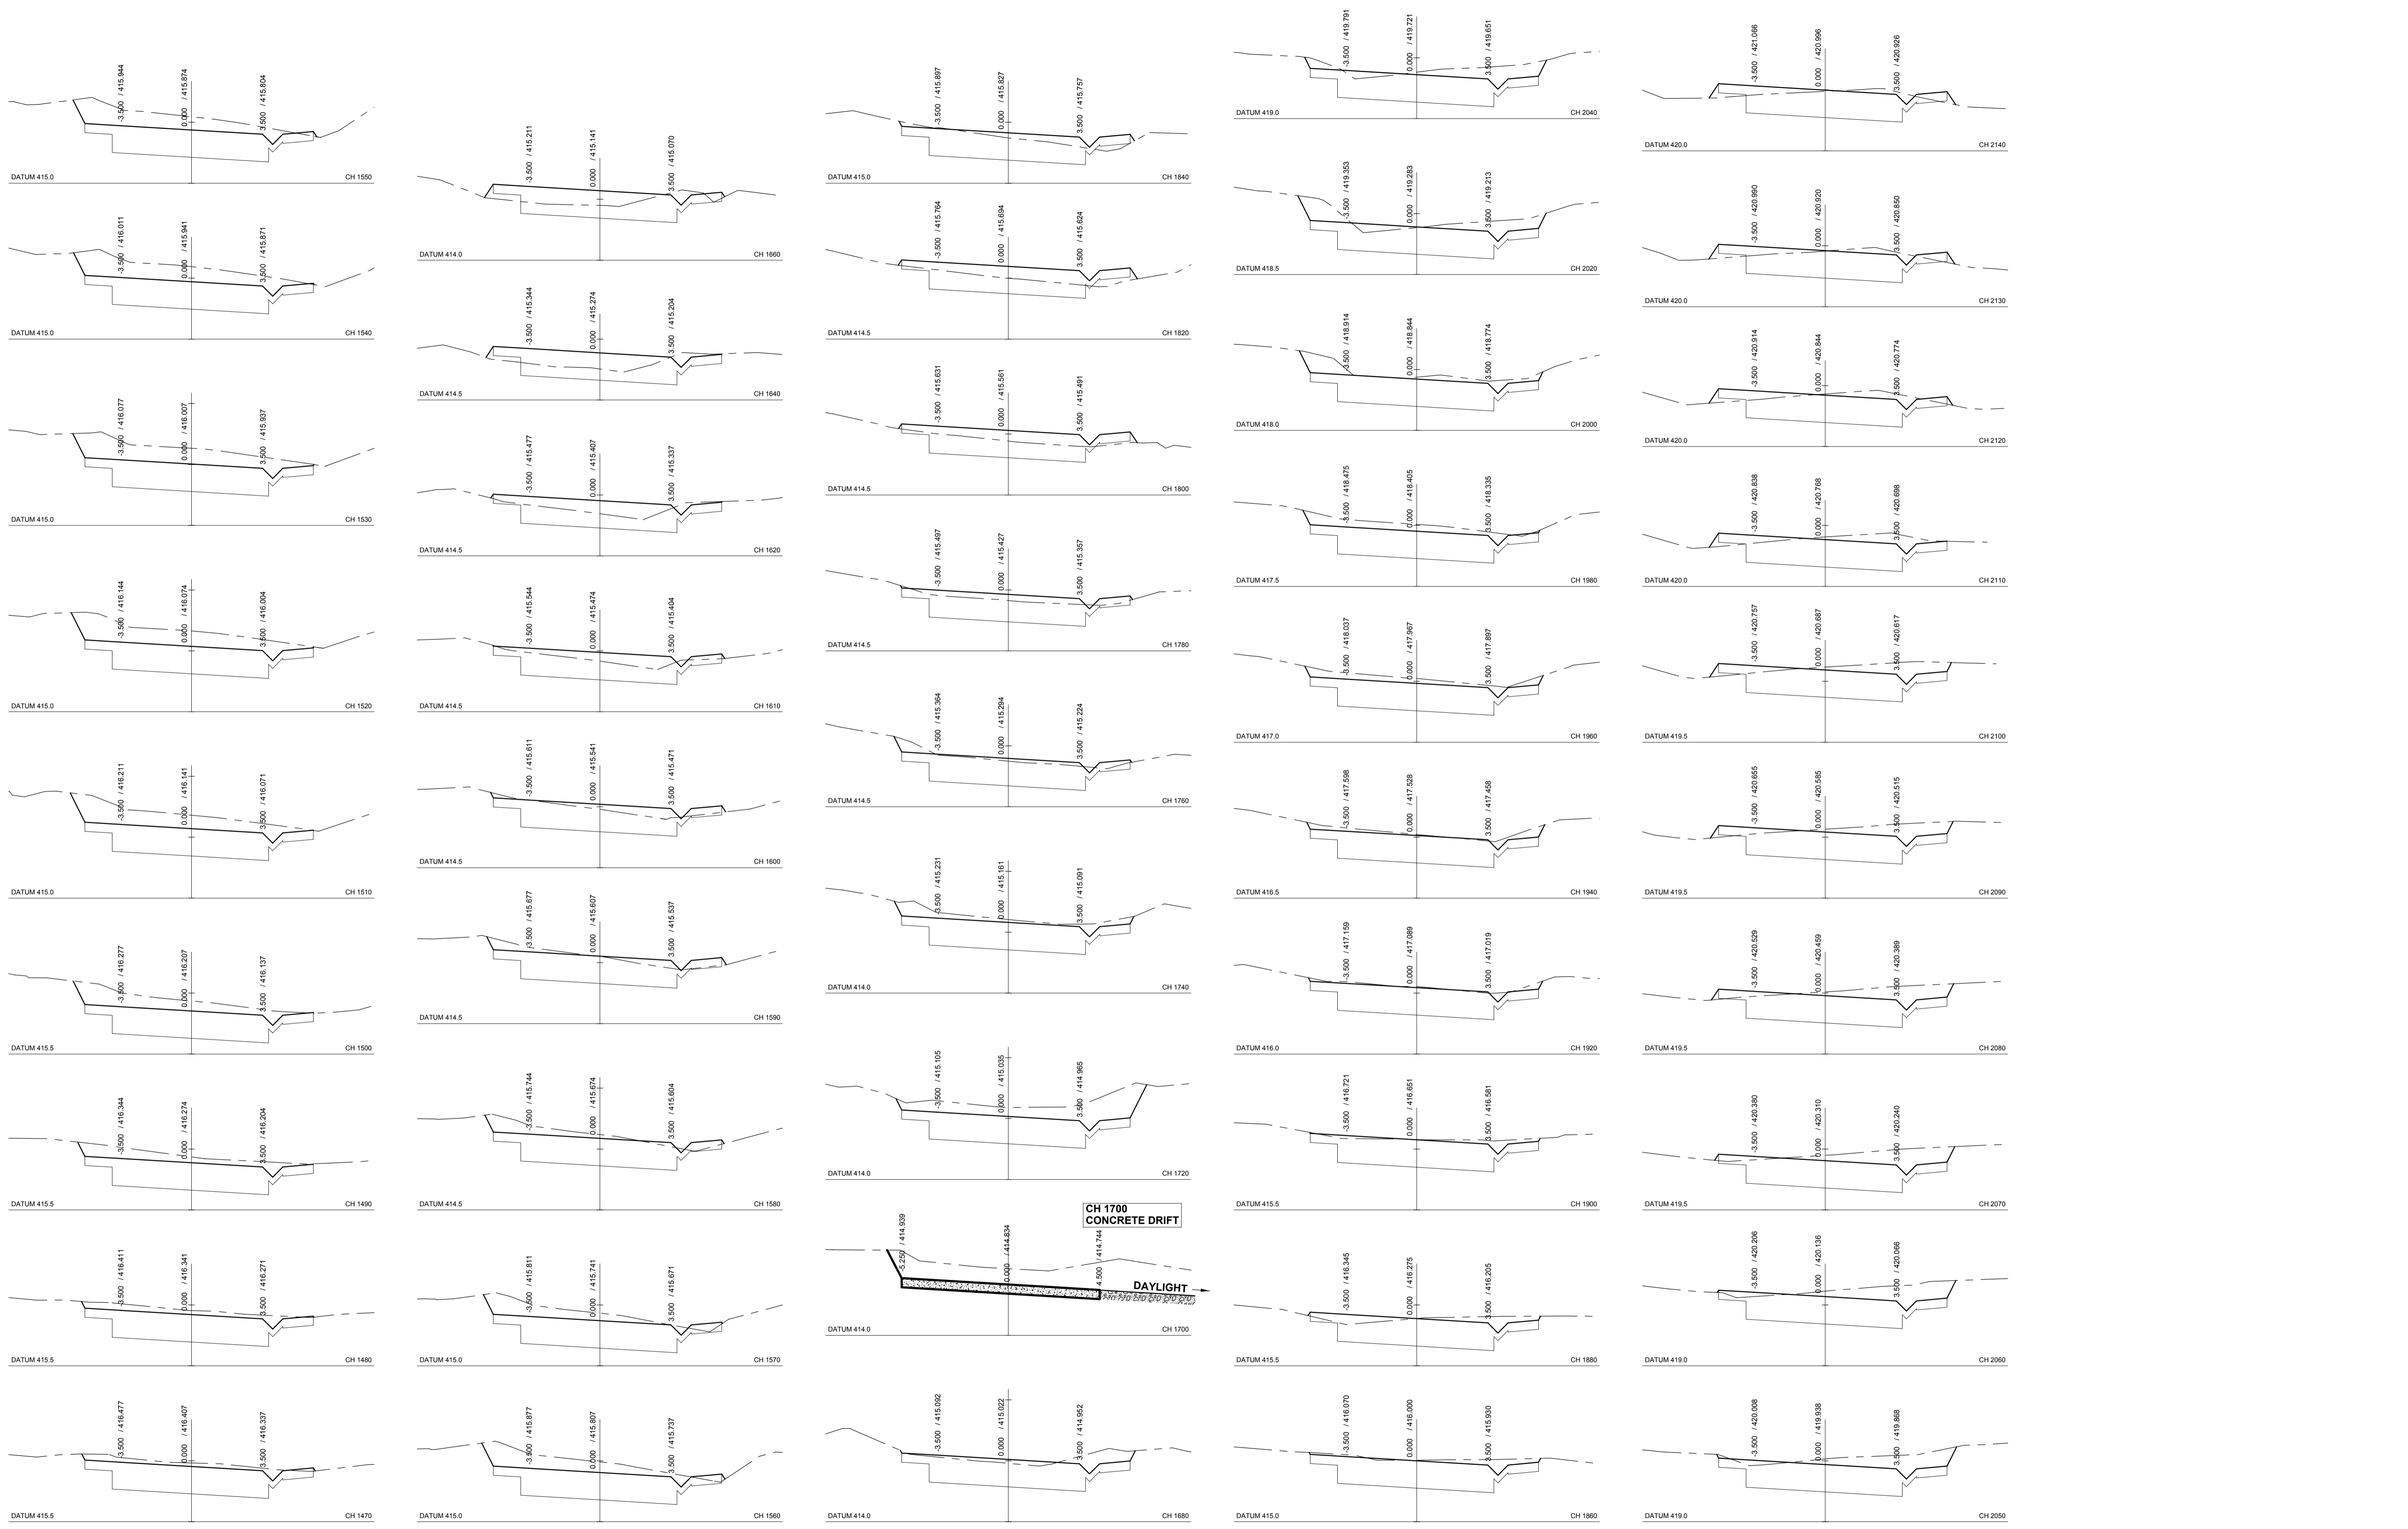 -3.500 / 415.944
0.000 / 415.874
3.500 / 415.804
DATUM 415.0
CH 1550
-3.500 / 416.011
0.000 / 415.941
3.500 / 415.871
DATUM 415.0
CH 1540
-3.500 / 416.077
0.000 / 416.007
3.500 / 415.937
DATUM 415.0
CH 1530
-3.500 / 416.144
0.000 / 416.074
3.500 / 416.004
DATUM 415.0
CH 1520
-3.500 / 416.211
0.000 / 416.141
3.500 / 416.071
DATUM 415.0
CH 1510
-3.500 / 416.277
0.000 / 416.207
3.500 / 416.137
DATUM 415.5
CH 1500
-3.500 / 416.344
0.000 / 416.274
3.500 / 416.204
DATUM 415.5
CH 1490
-3.500 / 416.411
0.000 / 416.341
3.500 / 416.271
DATUM 415.5
CH 1480
-3.500 / 416.477
0.000 / 416.407
3.500 / 416.337
DATUM 415.5
CH 1470
-3.500 / 415.211
0.000 / 415.141
3.500 / 415.070
DATUM 414.0
CH 1660
-3.500 / 415.344
0.000 / 415.274
3.500 / 415.204
DATUM 414.5
CH 1640
-3.500 / 415.477
0.000 / 415.407
3.500 / 415.337
DATUM 414.5
CH 1620
-3.500 / 415.544
0.000 / 415.474
3.500 / 415.404
DATUM 414.5
CH 1610
-3.500 / 415.611
0.000 / 415.541
3.500 / 415.471
DATUM 414.5
CH 1600
-3.500 / 415.677
0.000 / 415.607
3.500 / 415.537
DATUM 414.5
CH 1590
-3.500 / 415.744
0.000 / 415.674
3.500 / 415.604
DATUM 414.5
CH 1580
-3.500 / 415.811
0.000 / 415.741
3.500 / 415.671
DATUM 415.0
CH 1570
-3.500 / 415.877
0.000 / 415.807
3.500 / 415.737
DATUM 415.0
CH 1560
-3.500 / 415.897
0.000 / 415.827
3.500 / 415.757
DATUM 415.0
CH 1840
-3.500 / 415.764
0.000 / 415.694
3.500 / 415.624
DATUM 414.5
CH 1820
-3.500 / 415.631
0.000 / 415.561
3.500 / 415.491
DATUM 414.5
CH 1800
-3.500 / 415.497
0.000 / 415.427
3.500 / 415.357
DATUM 414.5
CH 1780
-3.500 / 415.364
0.000 / 415.294
3.500 / 415.224
DATUM 414.5
CH 1760
-3.500 / 415.231
0.000 / 415.161
3.500 / 415.091
DATUM 414.0
CH 1740
-3.500 / 415.105
0.000 / 415.035
3.500 / 414.965
DATUM 414.0
CH 1720
CH 1700
CONCRETE DRIFT
-5.250 / 414.939
0.000 / 414.834
4.500 / 414.744
DAYLIGHT
DATUM 414.0
CH 1700
-3.500 / 415.092
0.000 / 415.022
3.500 / 414.952
DATUM 414.0
CH 1680
-3.500 / 419.791
0.000 / 419.721
3.500 / 419.651
DATUM 419.0
CH 2040
-3.500 / 419.353
0.000 / 419.283
3.500 / 419.213
DATUM 418.5
CH 2020
-3.500 / 418.914
0.000 / 418.844
3.500 / 418.774
DATUM 418.0
CH 2000
-3.500 / 418.475
0.000 / 418.405
3.500 / 418.335
DATUM 417.5
CH 1980
-3.500 / 418.037
0.000 / 417.967
3.500 / 417.897
DATUM 417.0
CH 1960
-3.500 / 417.598
0.000 / 417.528
3.500 / 417.458
DATUM 416.5
CH 1940
-3.500 / 417.159
0.000 / 417.089
3.500 / 417.019
DATUM 416.0
CH 1920
-3.500 / 416.721
0.000 / 416.651
3.500 / 416.581
DATUM 415.5
CH 1900
-3.500 / 416.345
0.000 / 416.275
3.500 / 416.205
DATUM 415.5
CH 1880
-3.500 / 416.070
0.000 / 416.000
3.500 / 415.930
DATUM 415.0
CH 1860
-3.500 / 421.066
0.000 / 420.996
3.500 / 420.926
DATUM 420.0
CH 2140
-3.500 / 420.990
0.000 / 420.920
3.500 / 420.850
DATUM 420.0
CH 2130
-3.500 / 420.914
0.000 / 420.844
3.500 / 420.774
DATUM 420.0
CH 2120
-3.500 / 420.838
0.000 / 420.768
3.500 / 420.698
DATUM 420.0
CH 2110
-3.500 / 420.757
0.000 / 420.687
3.500 / 420.617
DATUM 419.5
CH 2100
-3.500 / 420.655
0.000 / 420.585
3.500 / 420.515
DATUM 419.5
CH 2090
-3.500 / 420.529
0.000 / 420.459
3.500 / 420.389
DATUM 419.5
CH 2080
-3.500 / 420.380
0.000 / 420.310
3.500 / 420.240
DATUM 419.5
CH 2070
-3.500 / 420.206
0.000 / 420.136
3.500 / 420.066
DATUM 419.0
CH 2060
-3.500 / 420.008
0.000 / 419.938
3.500 / 419.868
DATUM 419.0
CH 2050